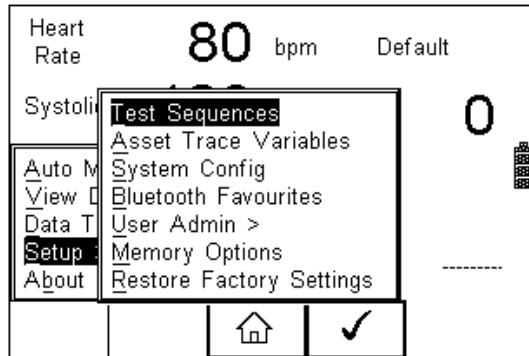 Heart
Rate
80 bpm
Default
Systoli
0
Test Sequences
Asset Trace Variables
System Config
Bluetooth Favourites
User Admin >
Memory Options
Restore Factory Settings
Auto M
View D
Data T
Setup
About
---------